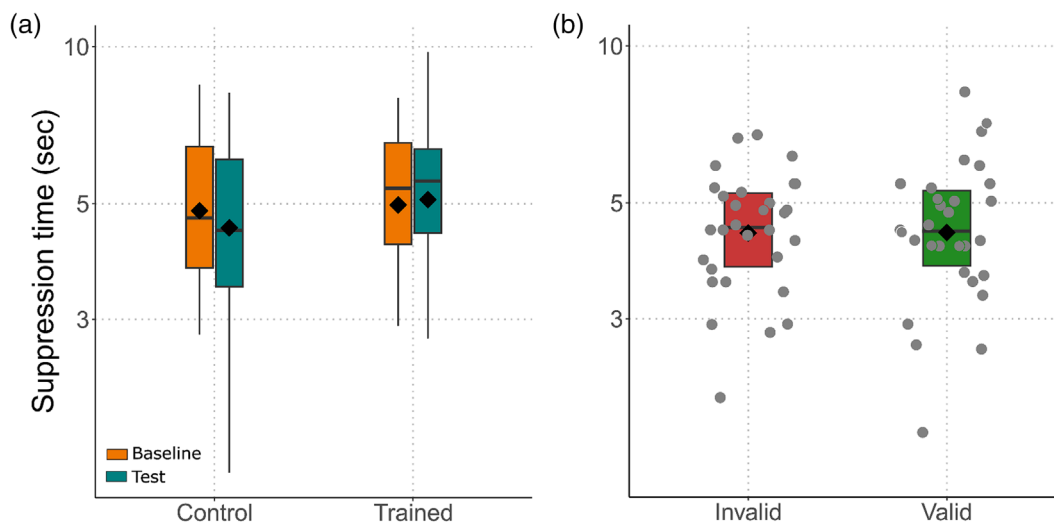 (a)
Suppression time (sec)
10
5
3
Baseline
Test
Control
Trained
(b)
10
5
3
Invalid
Valid